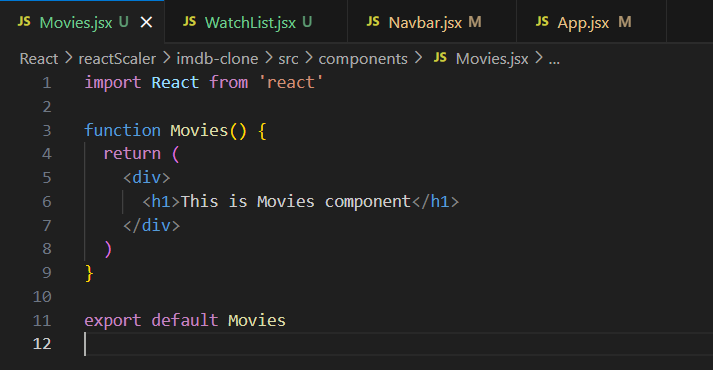 JS Movies.jsx U × JS WatchList.jsx U JS Navbar.jsx M JS App.jsx M
React > reactScaler > imdb-clone > src > components > JS Movies.jsx > ...
1 import React from 'react'
2
3 function Movies() {
4 return (
5 <div>
6 <h1>This is Movies component</h1>
7 </div>
8 )
9 }
10
11 export default Movies
12